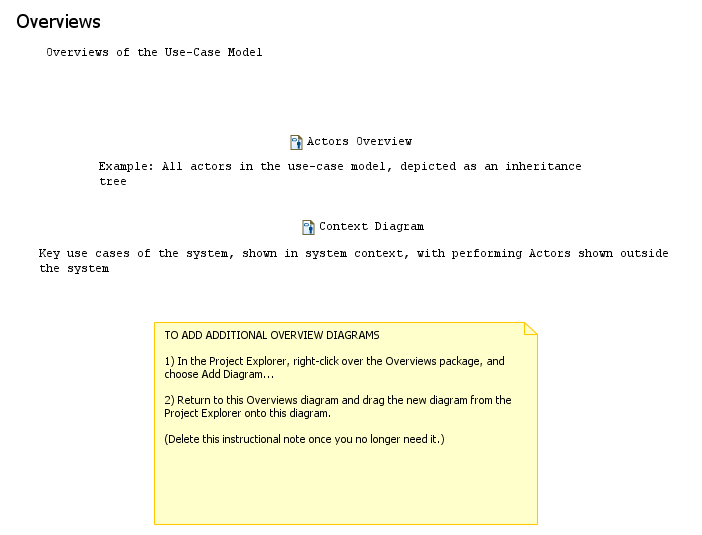 Overviews
Overviews of the Use-Case Model
Actors Overview
Example: All actors in the use-case model, depicted as an inheritance
tree
Context Diagram
Key use cases of the system, shown in system context, with performing Actors shown outside
the system
TO ADD ADDITIONAL OVERVIEW DIAGRAMS
1) In the Project Explorer, right-click over the Overviews package, and
choose Add Diagram...
2) Return to this Overviews diagram and drag the new diagram from the
Project Explorer onto this diagram.
(Delete this instructional note once you no longer need it.)